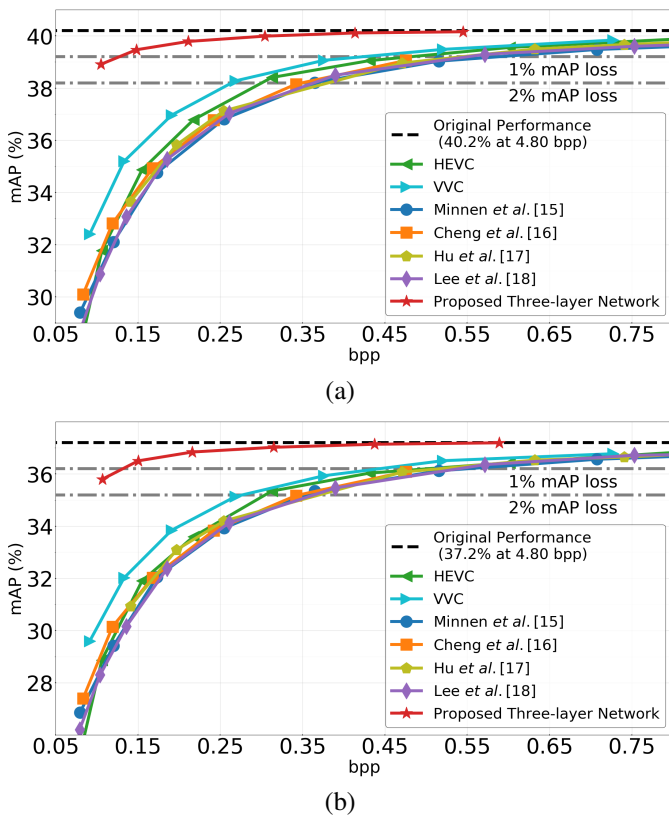 40
38
36
34
32
30
mAP (%)
1% mAP loss
2% mAP loss
Original Performance
(40.2% at 4.80 bpp)
HEVC
VVC
Minnen et al. [15]
Cheng et al. [16]
Hu et al. [17]
Lee et al. [18]
Proposed Three-layer Network
0.05 0.15 0.25 0.35 0.45 0.55 0.65 0.75
bpp
(a)
36
34
32
30
28
mAP (%)
1% mAP loss
2% mAP loss
Original Performance
(37.2% at 4.80 bpp)
HEVC
VVC
Minnen et al. [15]
Cheng et al. [16]
Hu et al. [17]
Lee et al. [18]
Proposed Three-layer Network
0.05 0.15 0.25 0.35 0.45 0.55 0.65 0.75
bpp
(b)